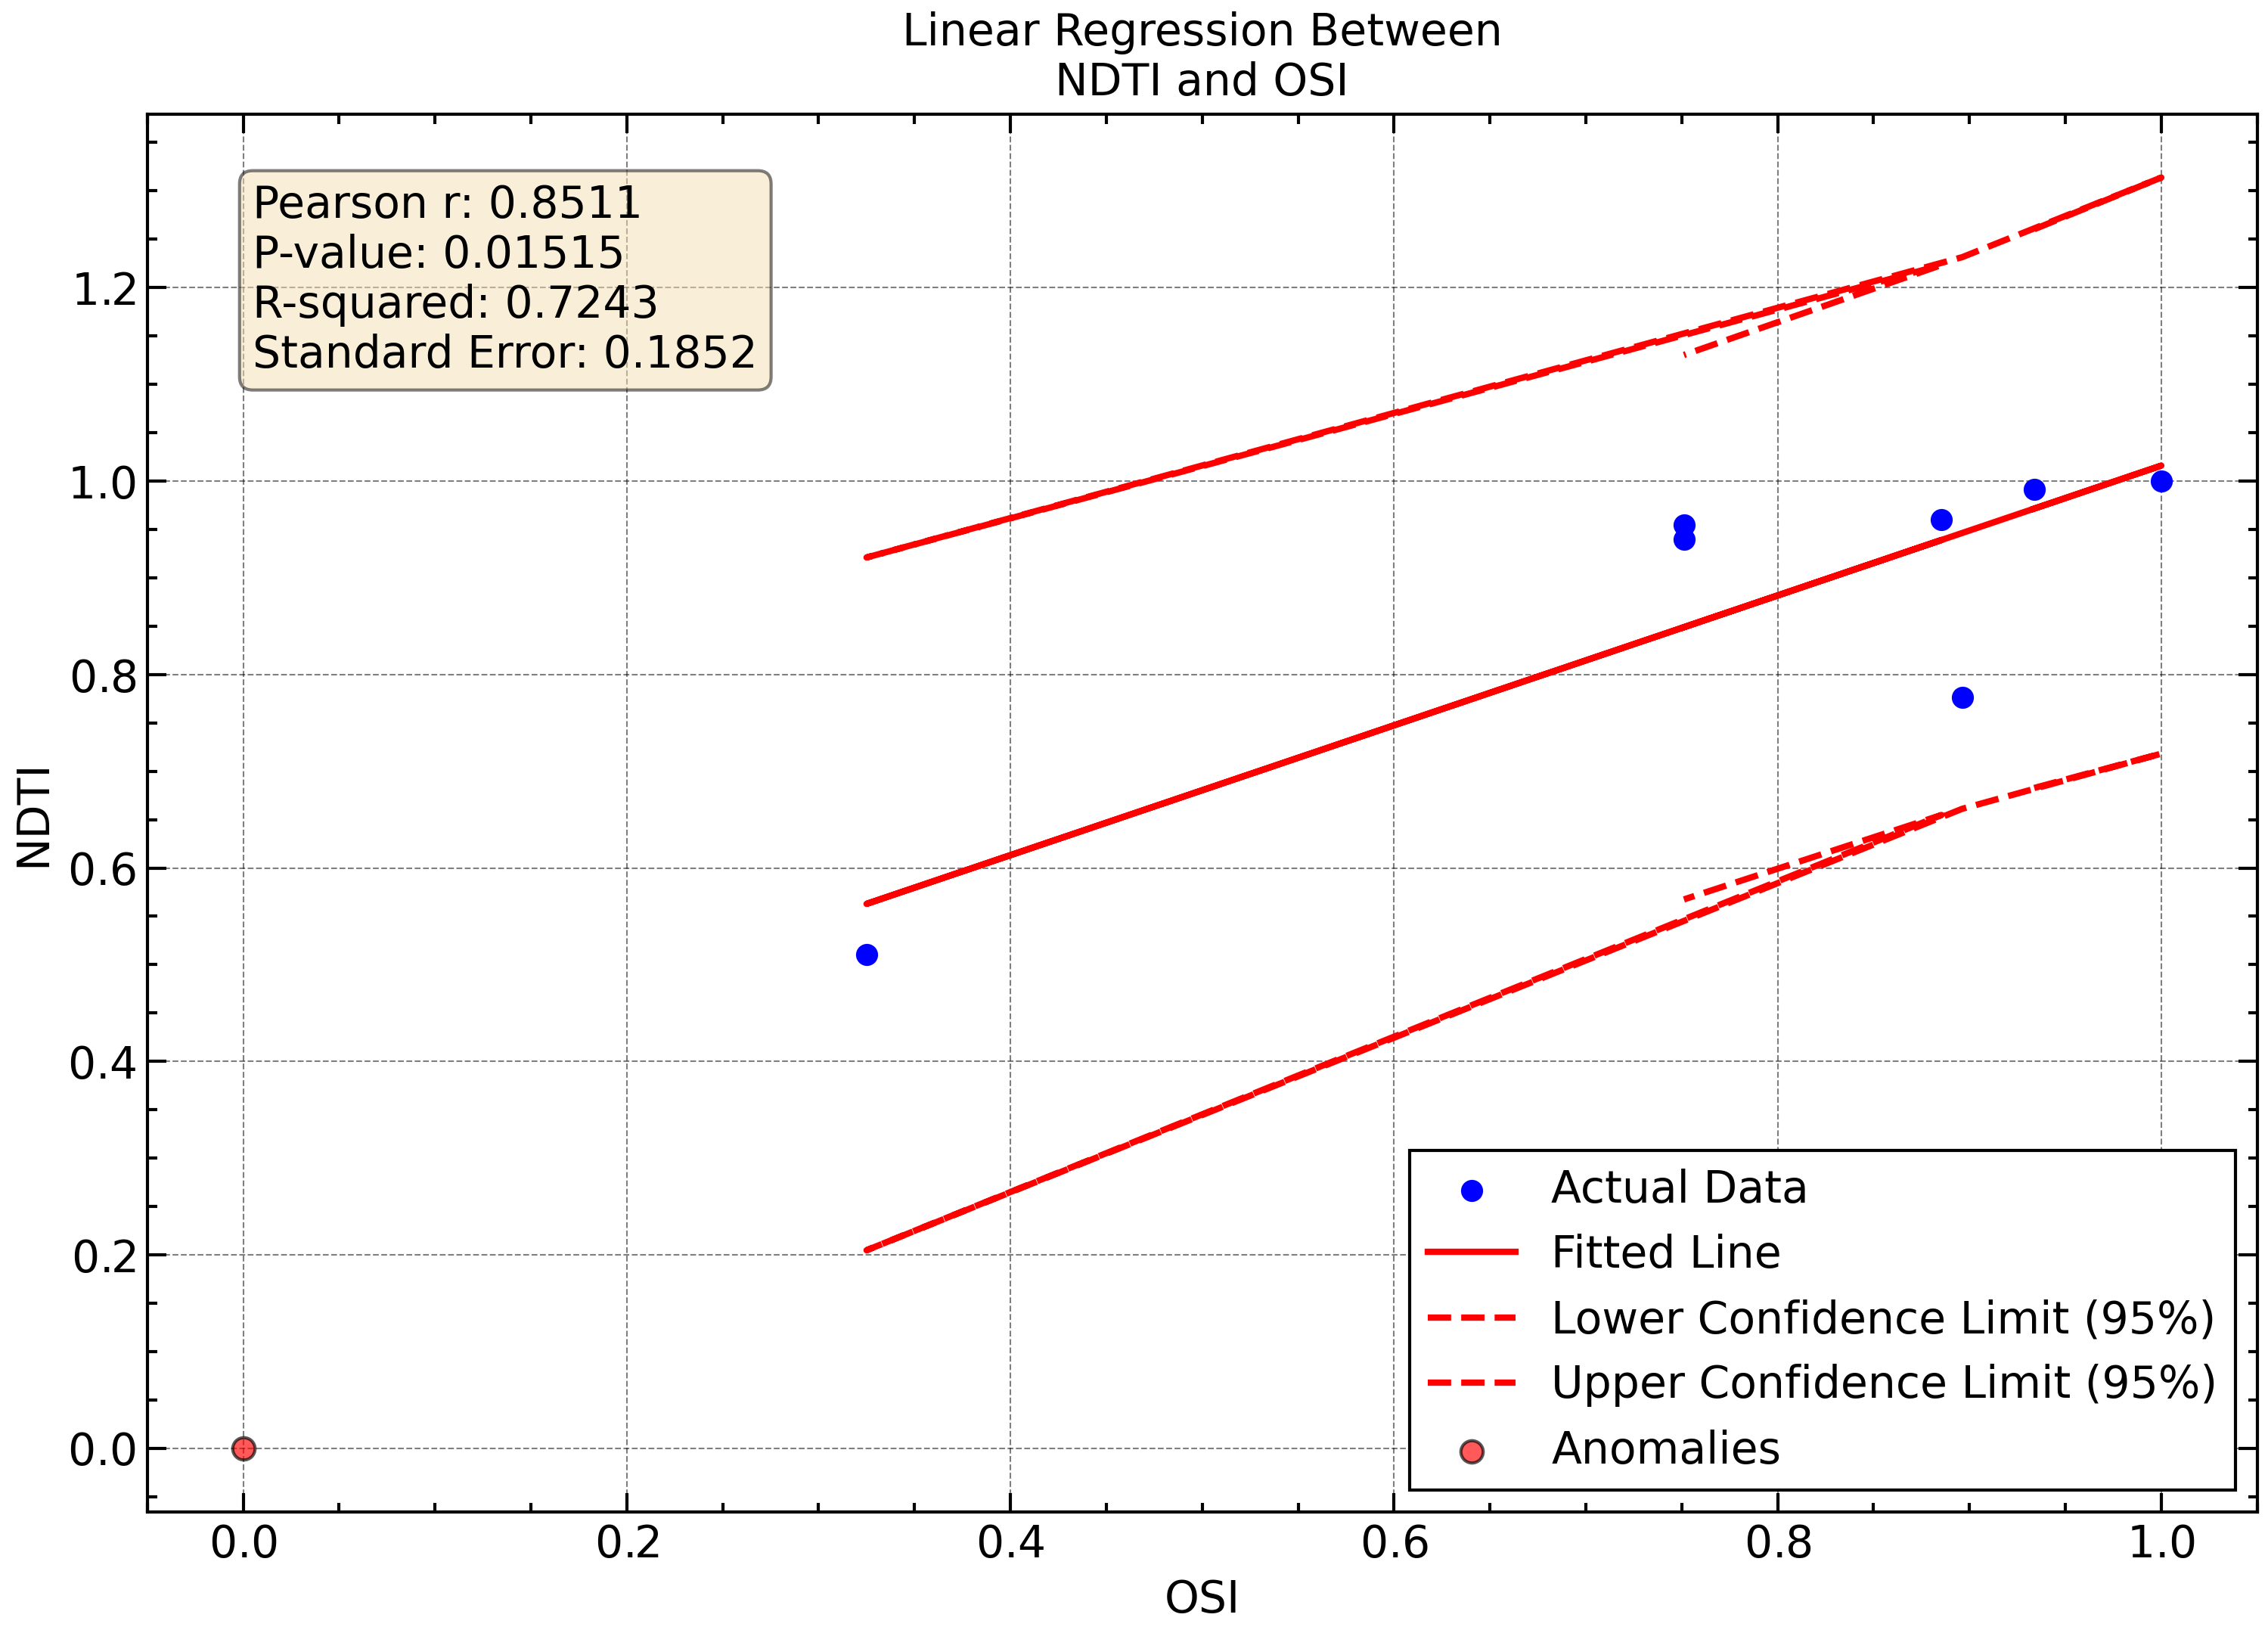 Linear Regression Between
NDTI and OSI
Pearson r: 0.8511
P-value: 0.01515
R-squared: 0.7243
Standard Error: 0.1852
1.2
1.0
0.8
0.6
0.4
0.2
0.0
NDTI
Actual Data
Fitted Line
Lower Confidence Limit (95%)
Upper Confidence Limit (95%)
Anomalies
0.0 0.2 0.4 0.6 0.8 1.0
OSI